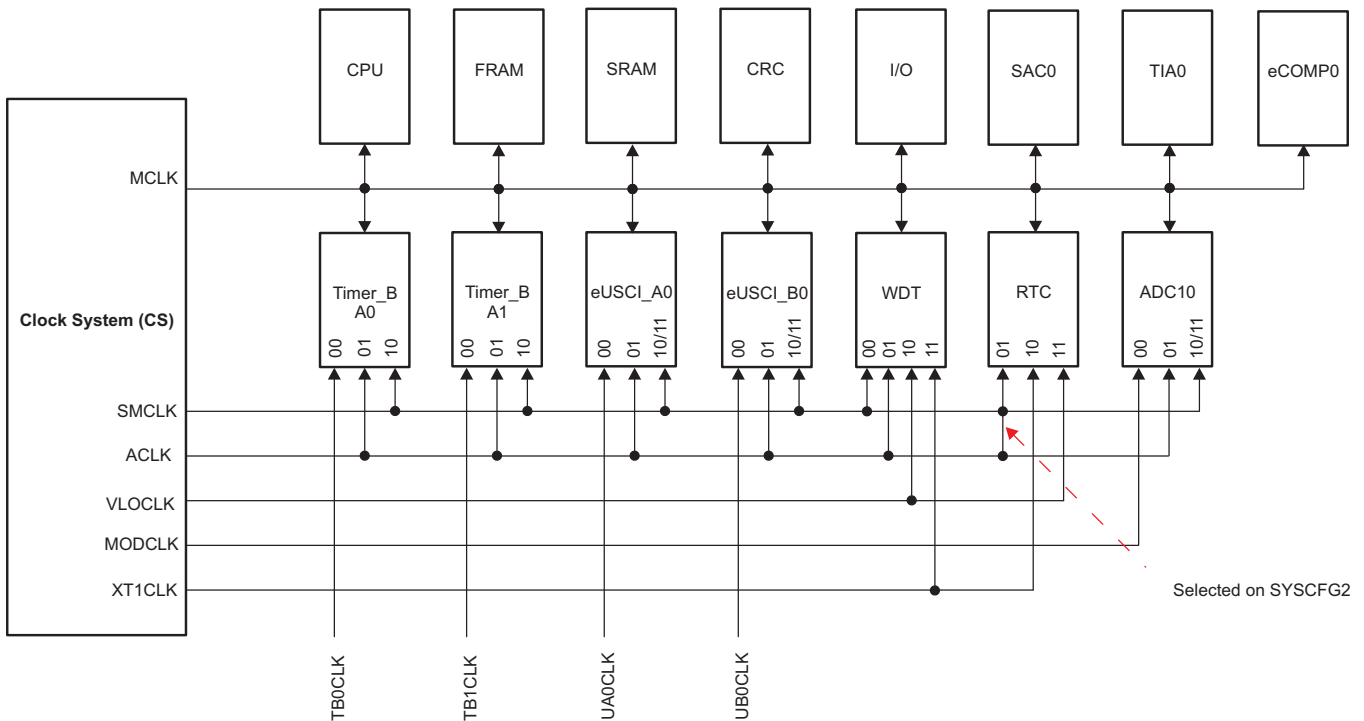 CPU
FRAM
SRAM
CRC
I/O
SAC0
TIA0
eCOMP0
MCLK
Clock System (CS)
Timer_B
A0
00
01
10
Timer_B
A1
00
01
10
eUSCI_A0
00
01
10/11
eUSCI_B0
00
01
10/11
WDT
00
01
10
11
RTC
01
10
11
ADC10
00
01
10/11
SMCLK
ACLK
VLOCLK
MODCLK
XT1CLK
Selected on SYSCFG2
TB0CLK
TB1CLK
UA0CLK
UB0CLK